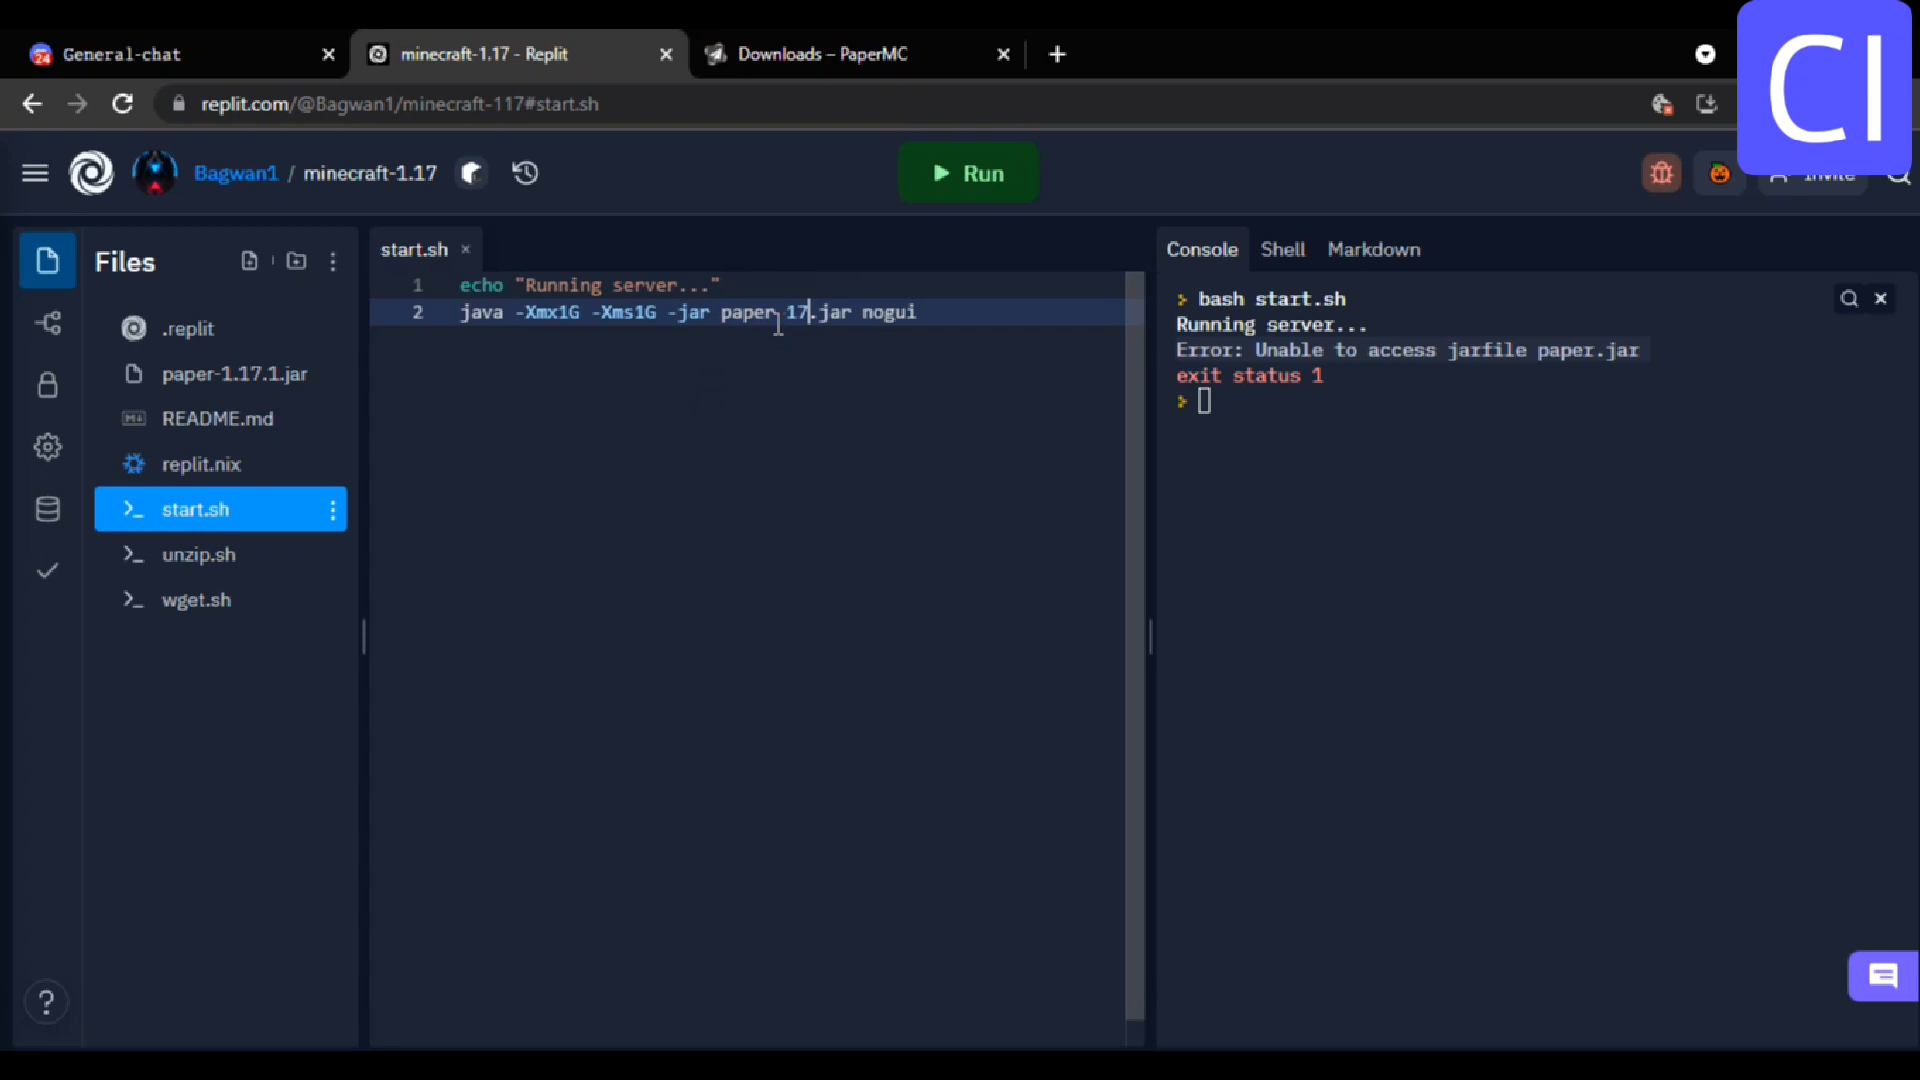 General-chat
minecraft-1.17 - Replit
Downloads – PaperMC
replit.com/@Bagwan1/minecraft-117#start.sh
CI
Bagwan1 / minecraft-1.17
Run
Invite
Files
start.sh
Console
Shell
Markdown
.replit
paper-1.17.1.jar
README.md
replit.nix
start.sh
unzip.sh
wget.sh
1 echo "Running server..."
2 java -Xmx1G -Xms1G -jar paper-17.jar nogui
> bash start.sh
Running server...
Error: Unable to access jarfile paper.jar
exit status 1
>
?
24